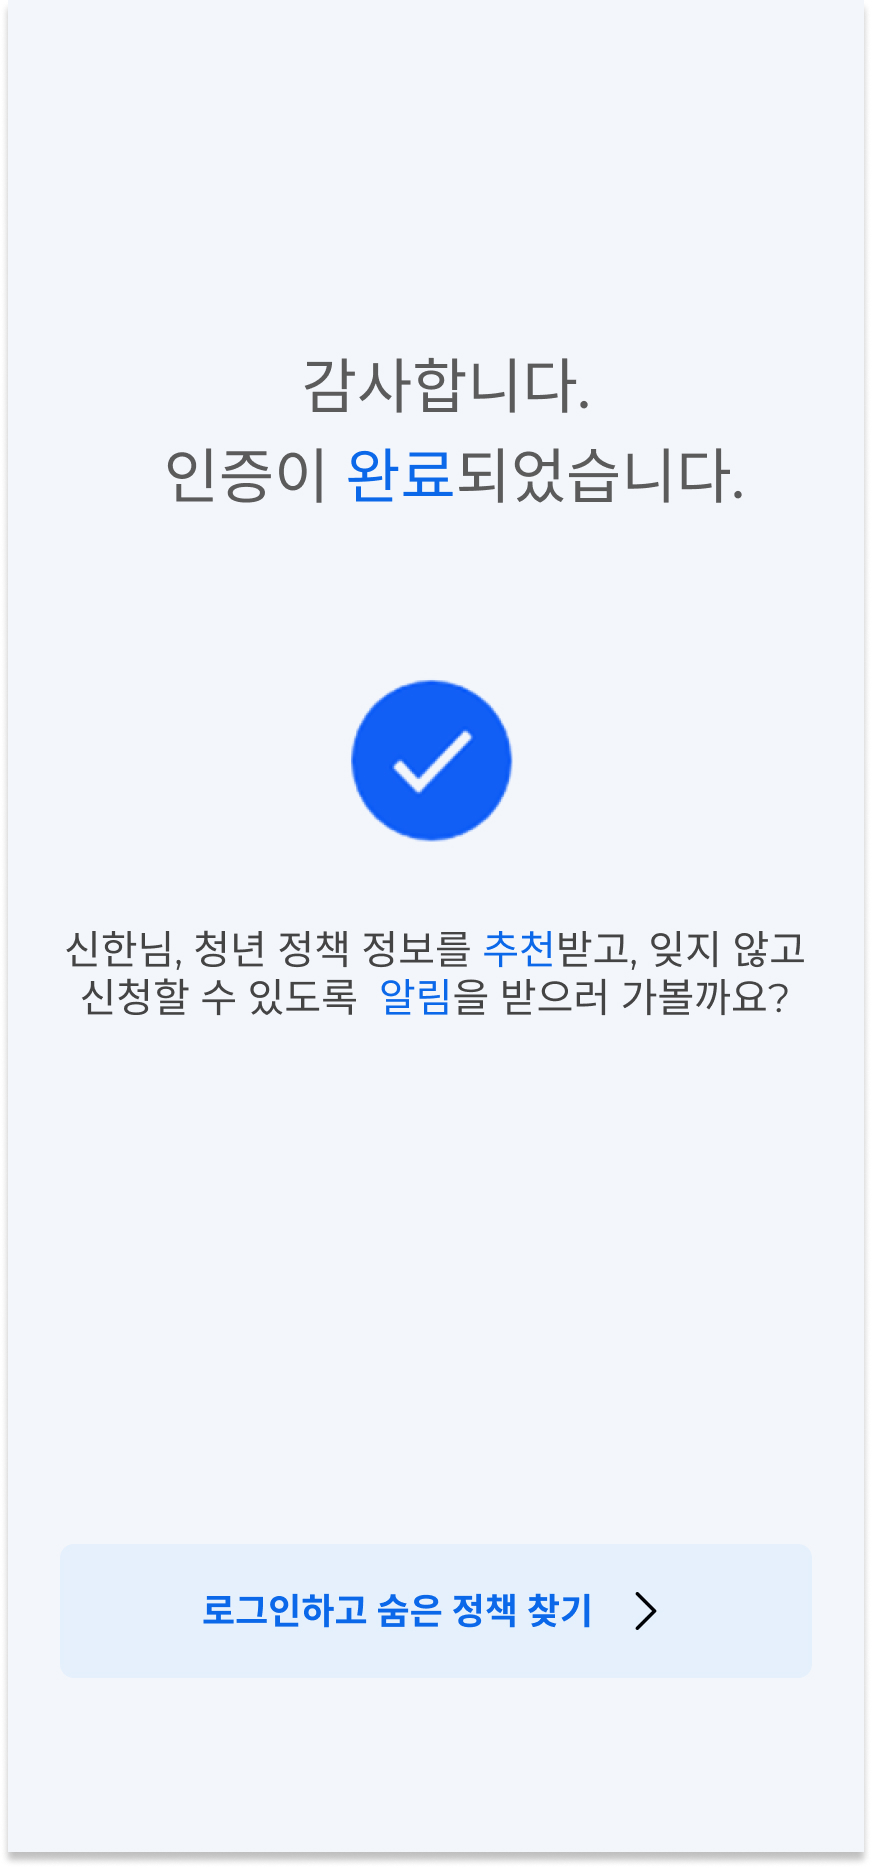 감사합니다.
인증이 완료되었습니다.
신한님, 청년 정책 정보를 추천받고, 잊지 않고
신청할 수 있도록 알림을 받으러 가볼까요?
로그인하고 숨은 정책 찾기